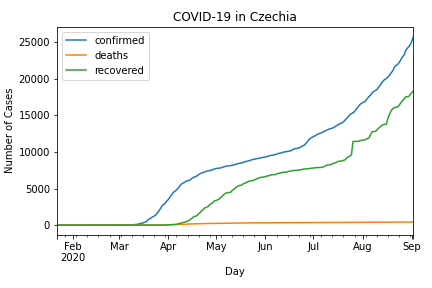 COVID-19 in Czechia
confirmed
deaths
recovered
Number of Cases
25000
20000
15000
10000
5000
0
Feb Mar Apr May Jun Jul Aug Sep
2020
Day